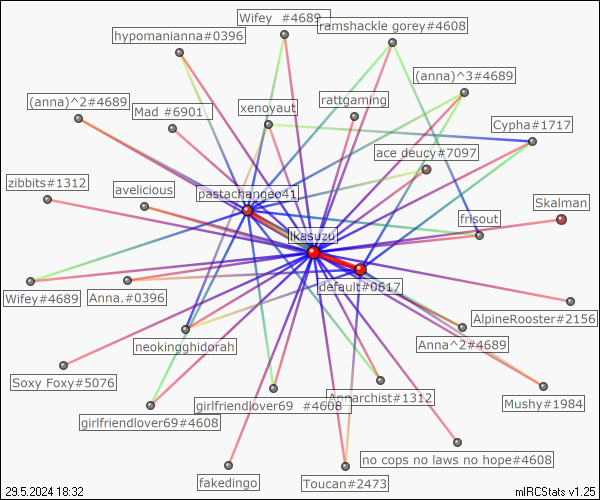 Wifey #4689
ramshackle gorey#4608
hypomanianna#0396
(anna)^3#4689
(anna)^2#4689
Mad #6901
xenoyaut
rattgaming
Cypha#1717
ace deucy#7097
zibbits#1312
avelicious
pastachangeo41
Skalman
frisout
ikasuzu
Wifey#4689
Anna.#0396
default#0617
AlpineRooster#2156
neokingghidorah
Anna^2#4689
Soxy Foxy#5076
girlfriendlover69 #4608
Annarchist#1312
Mushy#1984
girlfriendlover69#4608
no cops no laws no hope#4608
fakedingo
Toucan#2473
29.5.2024 18:32
mIRCStats v1.25